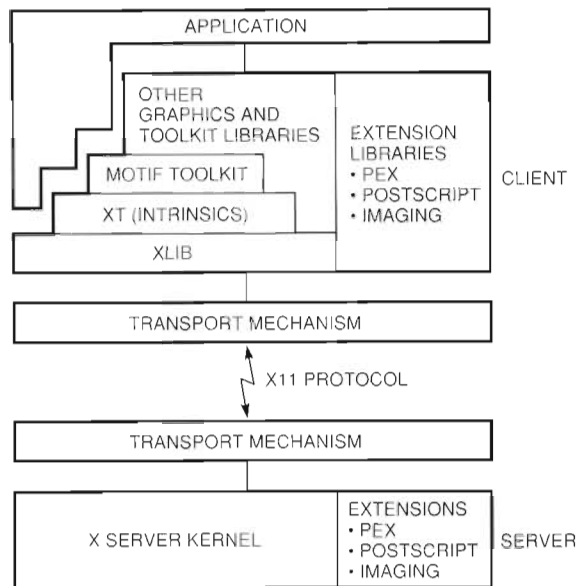 APPLICATION
OTHER
GRAPHICS AND
TOOLKIT LIBRARIES
MOTIF TOOLKIT
XT (INTRINSICS)
XLIB
EXTENSION
LIBRARIES
• PEX
• POSTSCRIPT
• IMAGING
CLIENT
TRANSPORT MECHANISM
X11 PROTOCOL
TRANSPORT MECHANISM
X SERVER KERNEL
EXTENSIONS
• PEX
• POSTSCRIPT
• IMAGING
SERVER